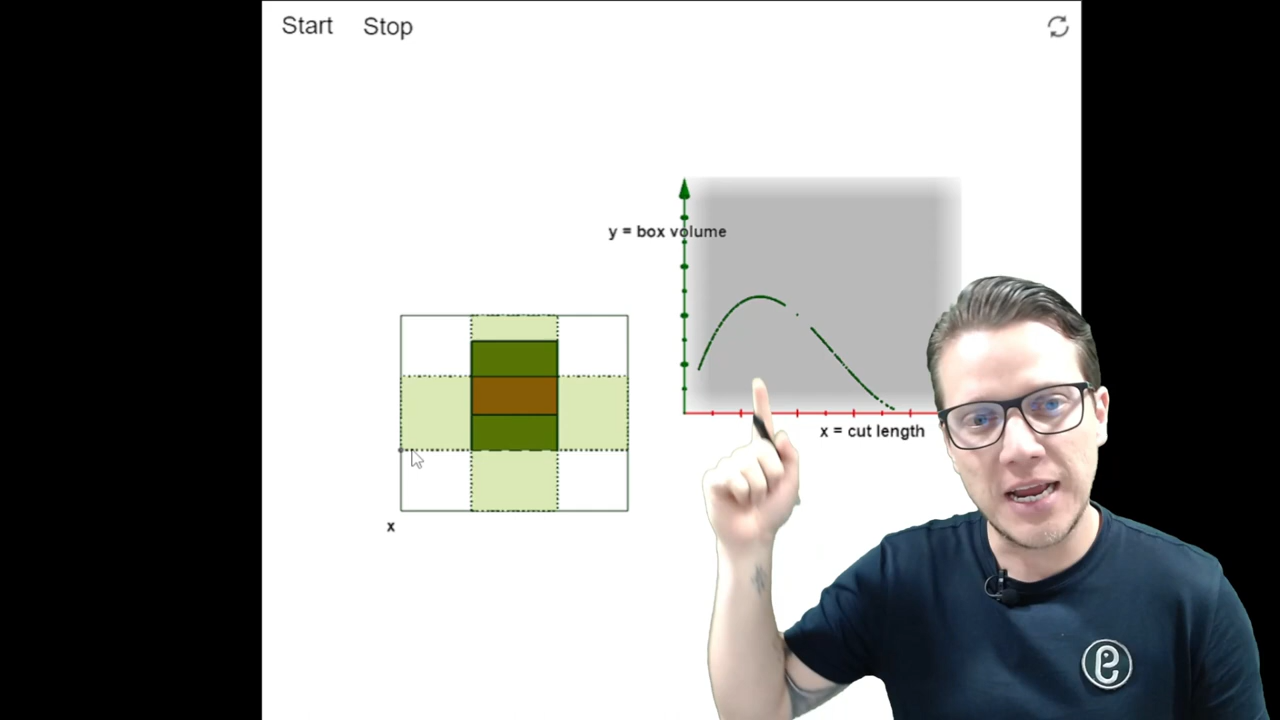 Start Stop
y = box volume
x = cut length
x